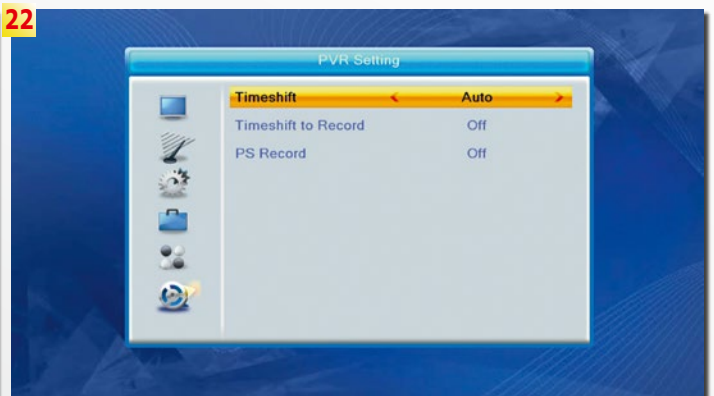 22
PVR Setting
Timeshift < Auto >
Timeshift to Record Off
PS Record Off